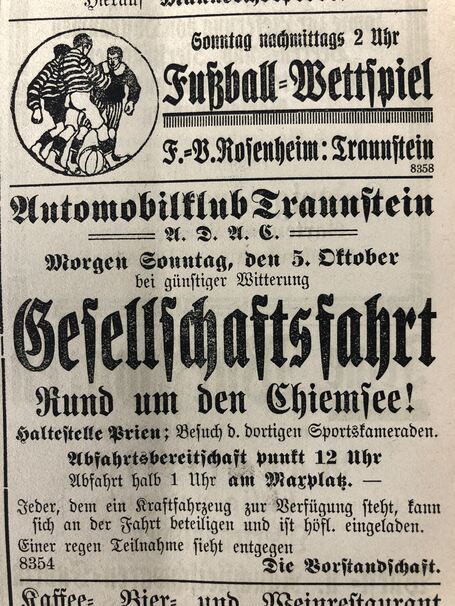 Hierauf
Sonntag nachmittags 2 Uhr
Fußball-Wettspiel
F.-V. Rosenheim: Traunstein
8358
Automobilklub Traunstein
A. D. A. C.
Morgen Sonntag, den 5. Oktober
bei günstiger Witterung
Gesellschaftsfahrt
Rund um den Chiemsee!
Haltestelle Prien; Besuch d. dortigen Sportskameraden.
Abfahrtsbereitschaft punkt 12 Uhr
Abfahrt halb 1 Uhr am Maxplatz. —
Jeder, dem ein Kraftfahrzeug zur Verfügung steht, kann
sich an der Fahrt beteiligen und ist höfl. eingeladen.
Einer regen Teilnahme sieht entgegen
8354 Die Vorstandschaft.
Kaffee- Bier- und Weinrestaurant